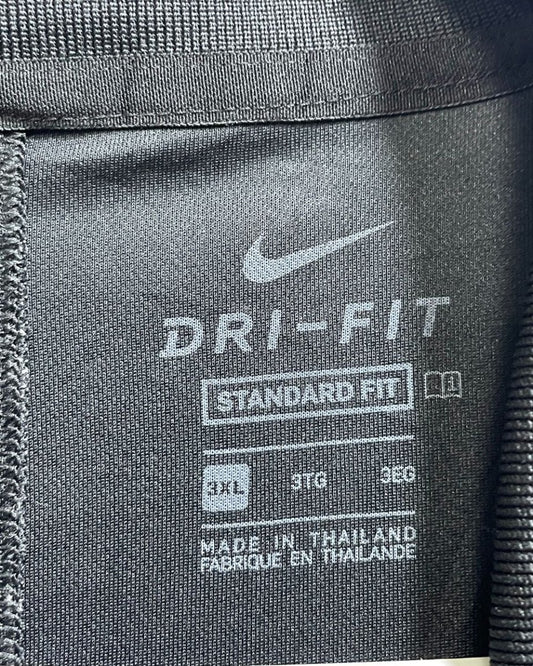 DRI-FIT
STANDARD FIT
3XL 3TG 3EG
MADE IN THAILAND
FABRIQUE EN THAILANDE